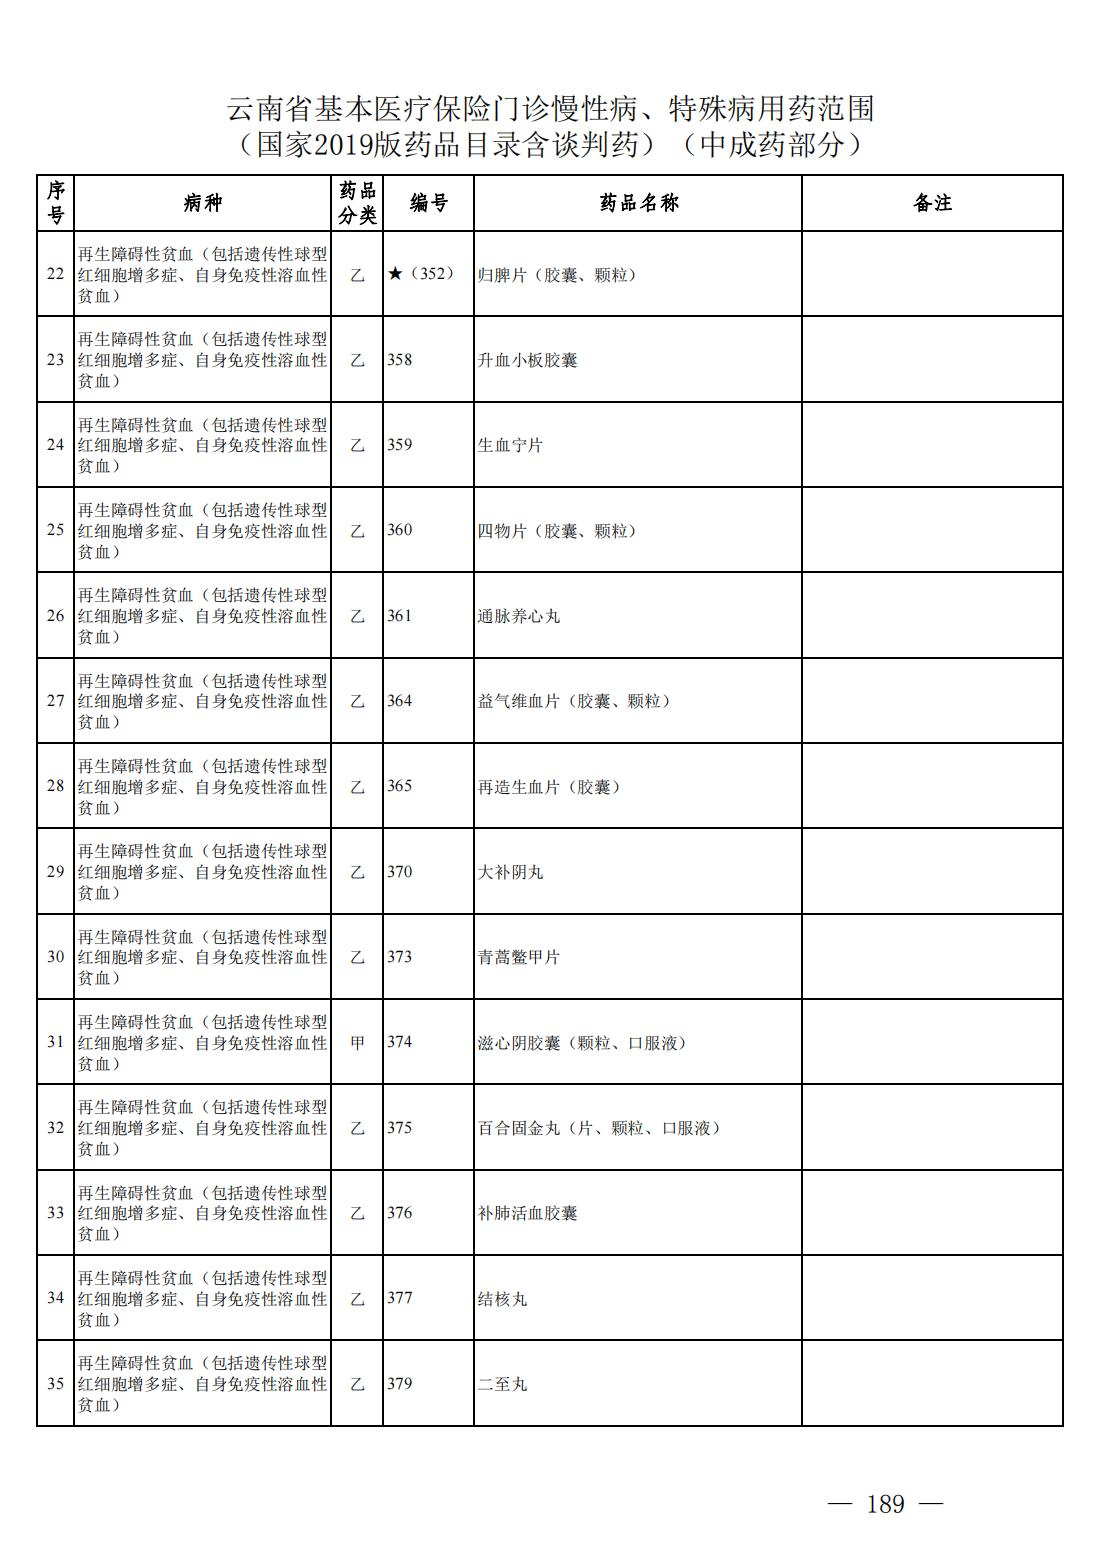 云南省基本医疗保险门诊慢性病、特殊病用药范围
（国家2019版药品目录含谈判药）（中成药部分）
序号 病种 药品分类 编号 药品名称 备注
22 再生障碍性贫血（包括遗传性球型红细胞增多症、自身免疫性溶血性贫血） 乙 ★（352） 归脾片（胶囊、颗粒）
23 再生障碍性贫血（包括遗传性球型红细胞增多症、自身免疫性溶血性贫血） 乙 358 升血小板胶囊
24 再生障碍性贫血（包括遗传性球型红细胞增多症、自身免疫性溶血性贫血） 乙 359 生血宁片
25 再生障碍性贫血（包括遗传性球型红细胞增多症、自身免疫性溶血性贫血） 乙 360 四物片（胶囊、颗粒）
26 再生障碍性贫血（包括遗传性球型红细胞增多症、自身免疫性溶血性贫血） 乙 361 通脉养心丸
27 再生障碍性贫血（包括遗传性球型红细胞增多症、自身免疫性溶血性贫血） 乙 364 益气维血片（胶囊、颗粒）
28 再生障碍性贫血（包括遗传性球型红细胞增多症、自身免疫性溶血性贫血） 乙 365 再造生血片（胶囊）
29 再生障碍性贫血（包括遗传性球型红细胞增多症、自身免疫性溶血性贫血） 乙 370 大补阴丸
30 再生障碍性贫血（包括遗传性球型红细胞增多症、自身免疫性溶血性贫血） 乙 373 青蒿鳖甲片
31 再生障碍性贫血（包括遗传性球型红细胞增多症、自身免疫性溶血性贫血） 甲 374 滋心阴胶囊（颗粒、口服液）
32 再生障碍性贫血（包括遗传性球型红细胞增多症、自身免疫性溶血性贫血） 乙 375 百合固金丸（片、颗粒、口服液）
33 再生障碍性贫血（包括遗传性球型红细胞增多症、自身免疫性溶血性贫血） 乙 376 补肺活血胶囊
34 再生障碍性贫血（包括遗传性球型红细胞增多症、自身免疫性溶血性贫血） 乙 377 结核丸
35 再生障碍性贫血（包括遗传性球型红细胞增多症、自身免疫性溶血性贫血） 乙 379 二至丸
— 189 —